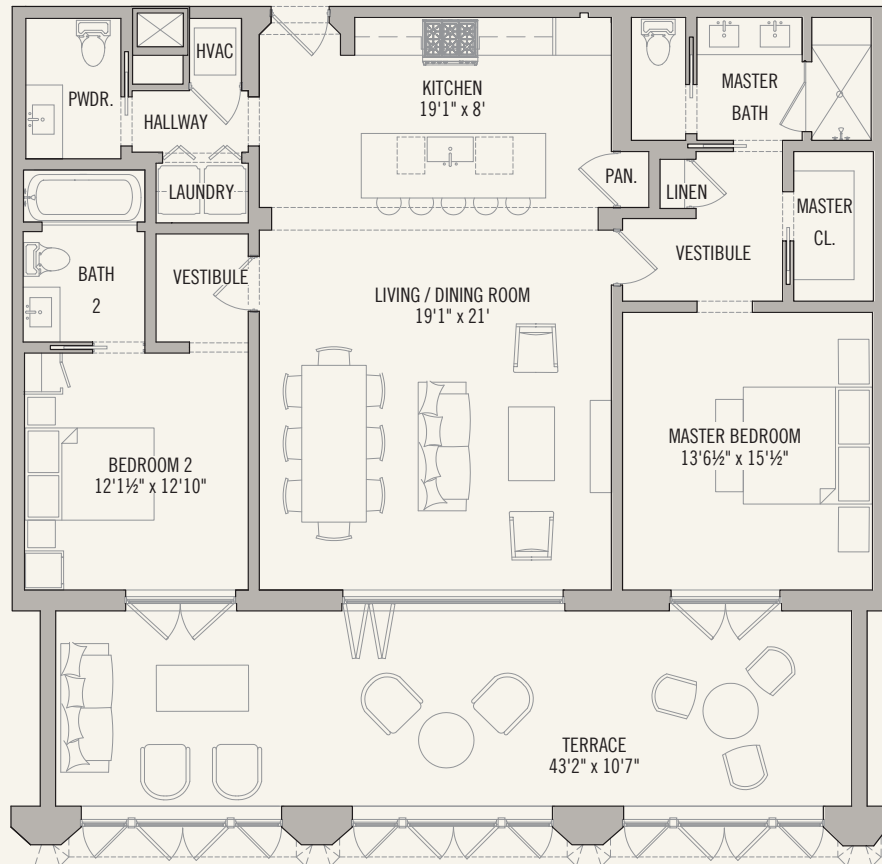 HVAC
PWDR.
HALLWAY
KITCHEN
19'1" x 8'
MASTER
BATH
LAUNDRY
PAN.
LINEN
MASTER
CL.
BATH
2
VESTIBULE
VESTIBULE
LIVING / DINING ROOM
19'1" x 21'
BEDROOM 2
12'1½" x 12'10"
MASTER BEDROOM
13'6½" x 15'½"
TERRACE
43'2" x 10'7"